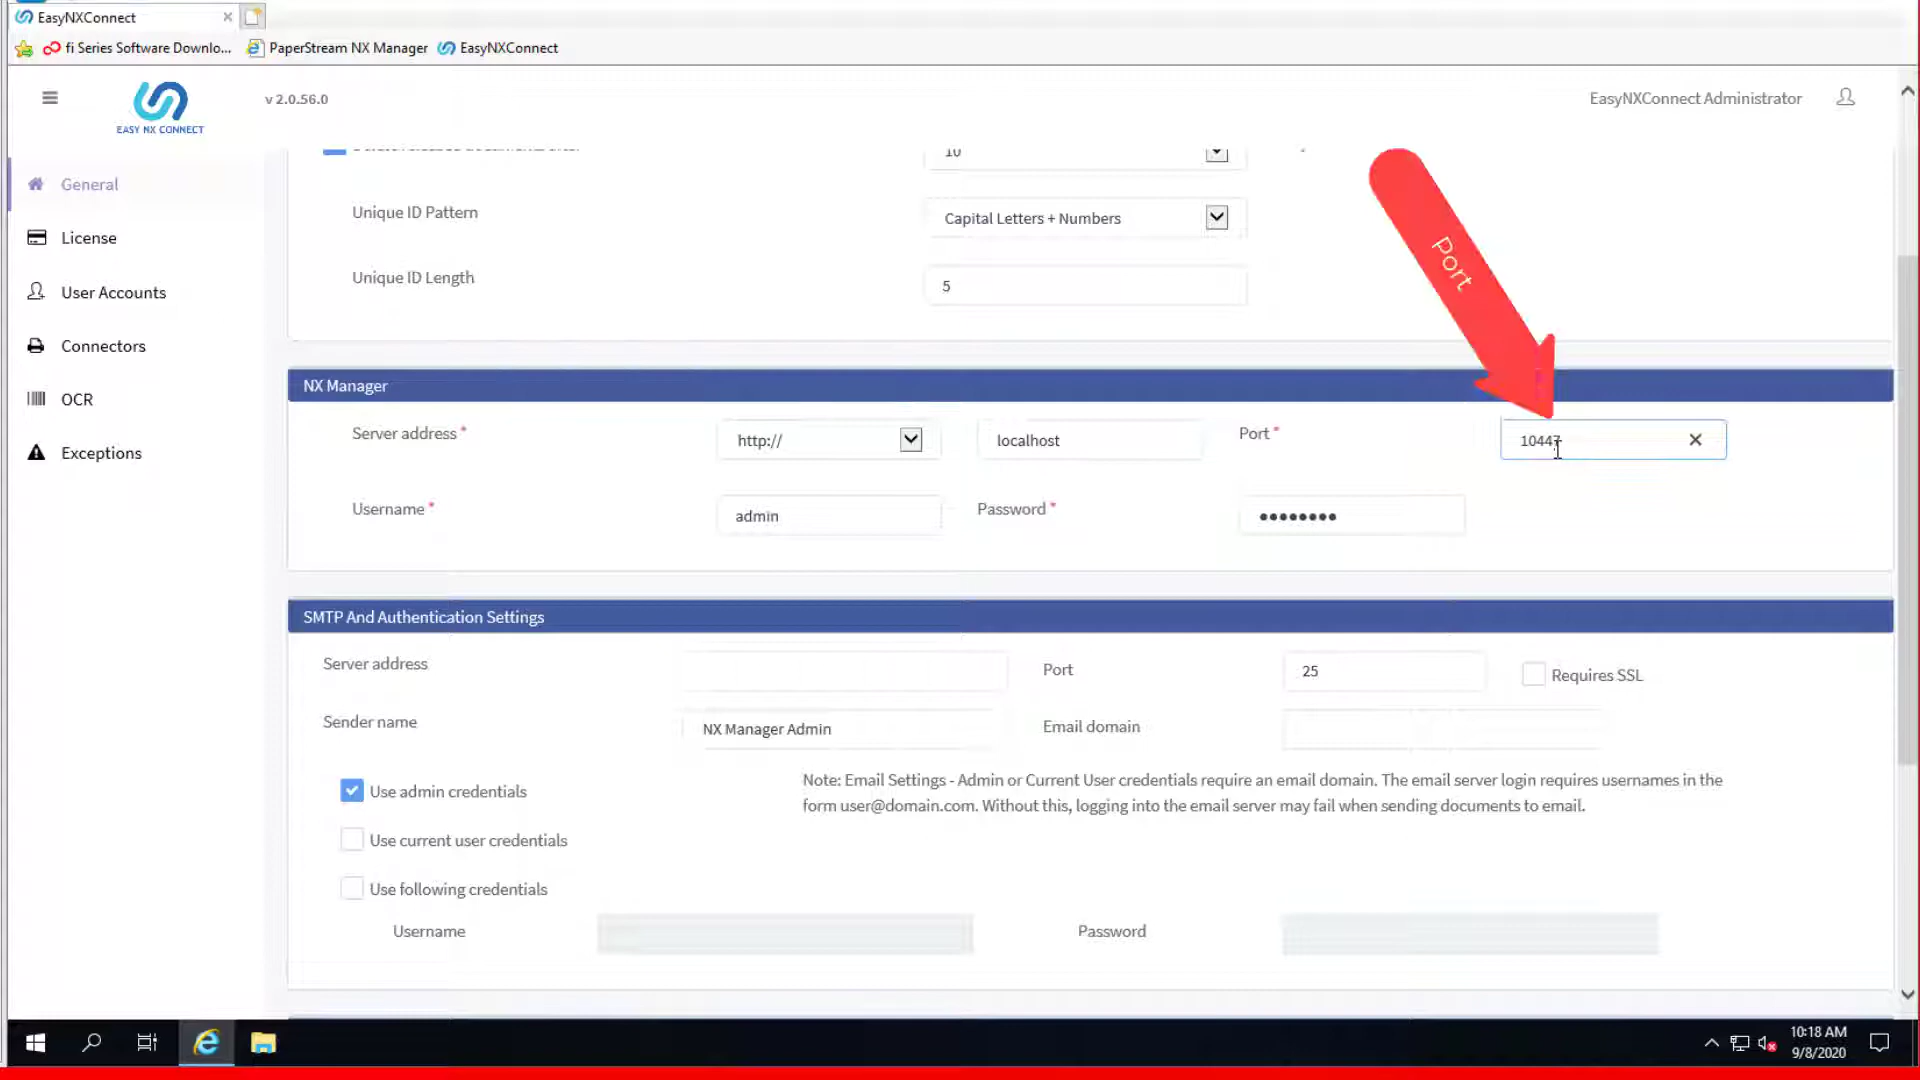 EasyNXConnect
fi Series Software Downlo... PaperStream NX Manager EasyNXConnect
EASY NX CONNECT
v 2.0.56.0
EasyNXConnect Administrator
General
License
User Accounts
Connectors
OCR
Exceptions
10
Unique ID Pattern Capital Letters + Numbers
Unique ID Length 5
Port
NX Manager
Server address * http:// localhost Port * 10447
Username * admin Password * ••••••••
SMTP And Authentication Settings
Server address Port 25 Requires SSL
Sender name NX Manager Admin Email domain
Use admin credentials
Note: Email Settings - Admin or Current User credentials require an email domain. The email server login requires usernames in the
form user@domain.com. Without this, logging into the email server may fail when sending documents to email.
Use current user credentials
Use following credentials
Username Password
10:18 AM
9/8/2020